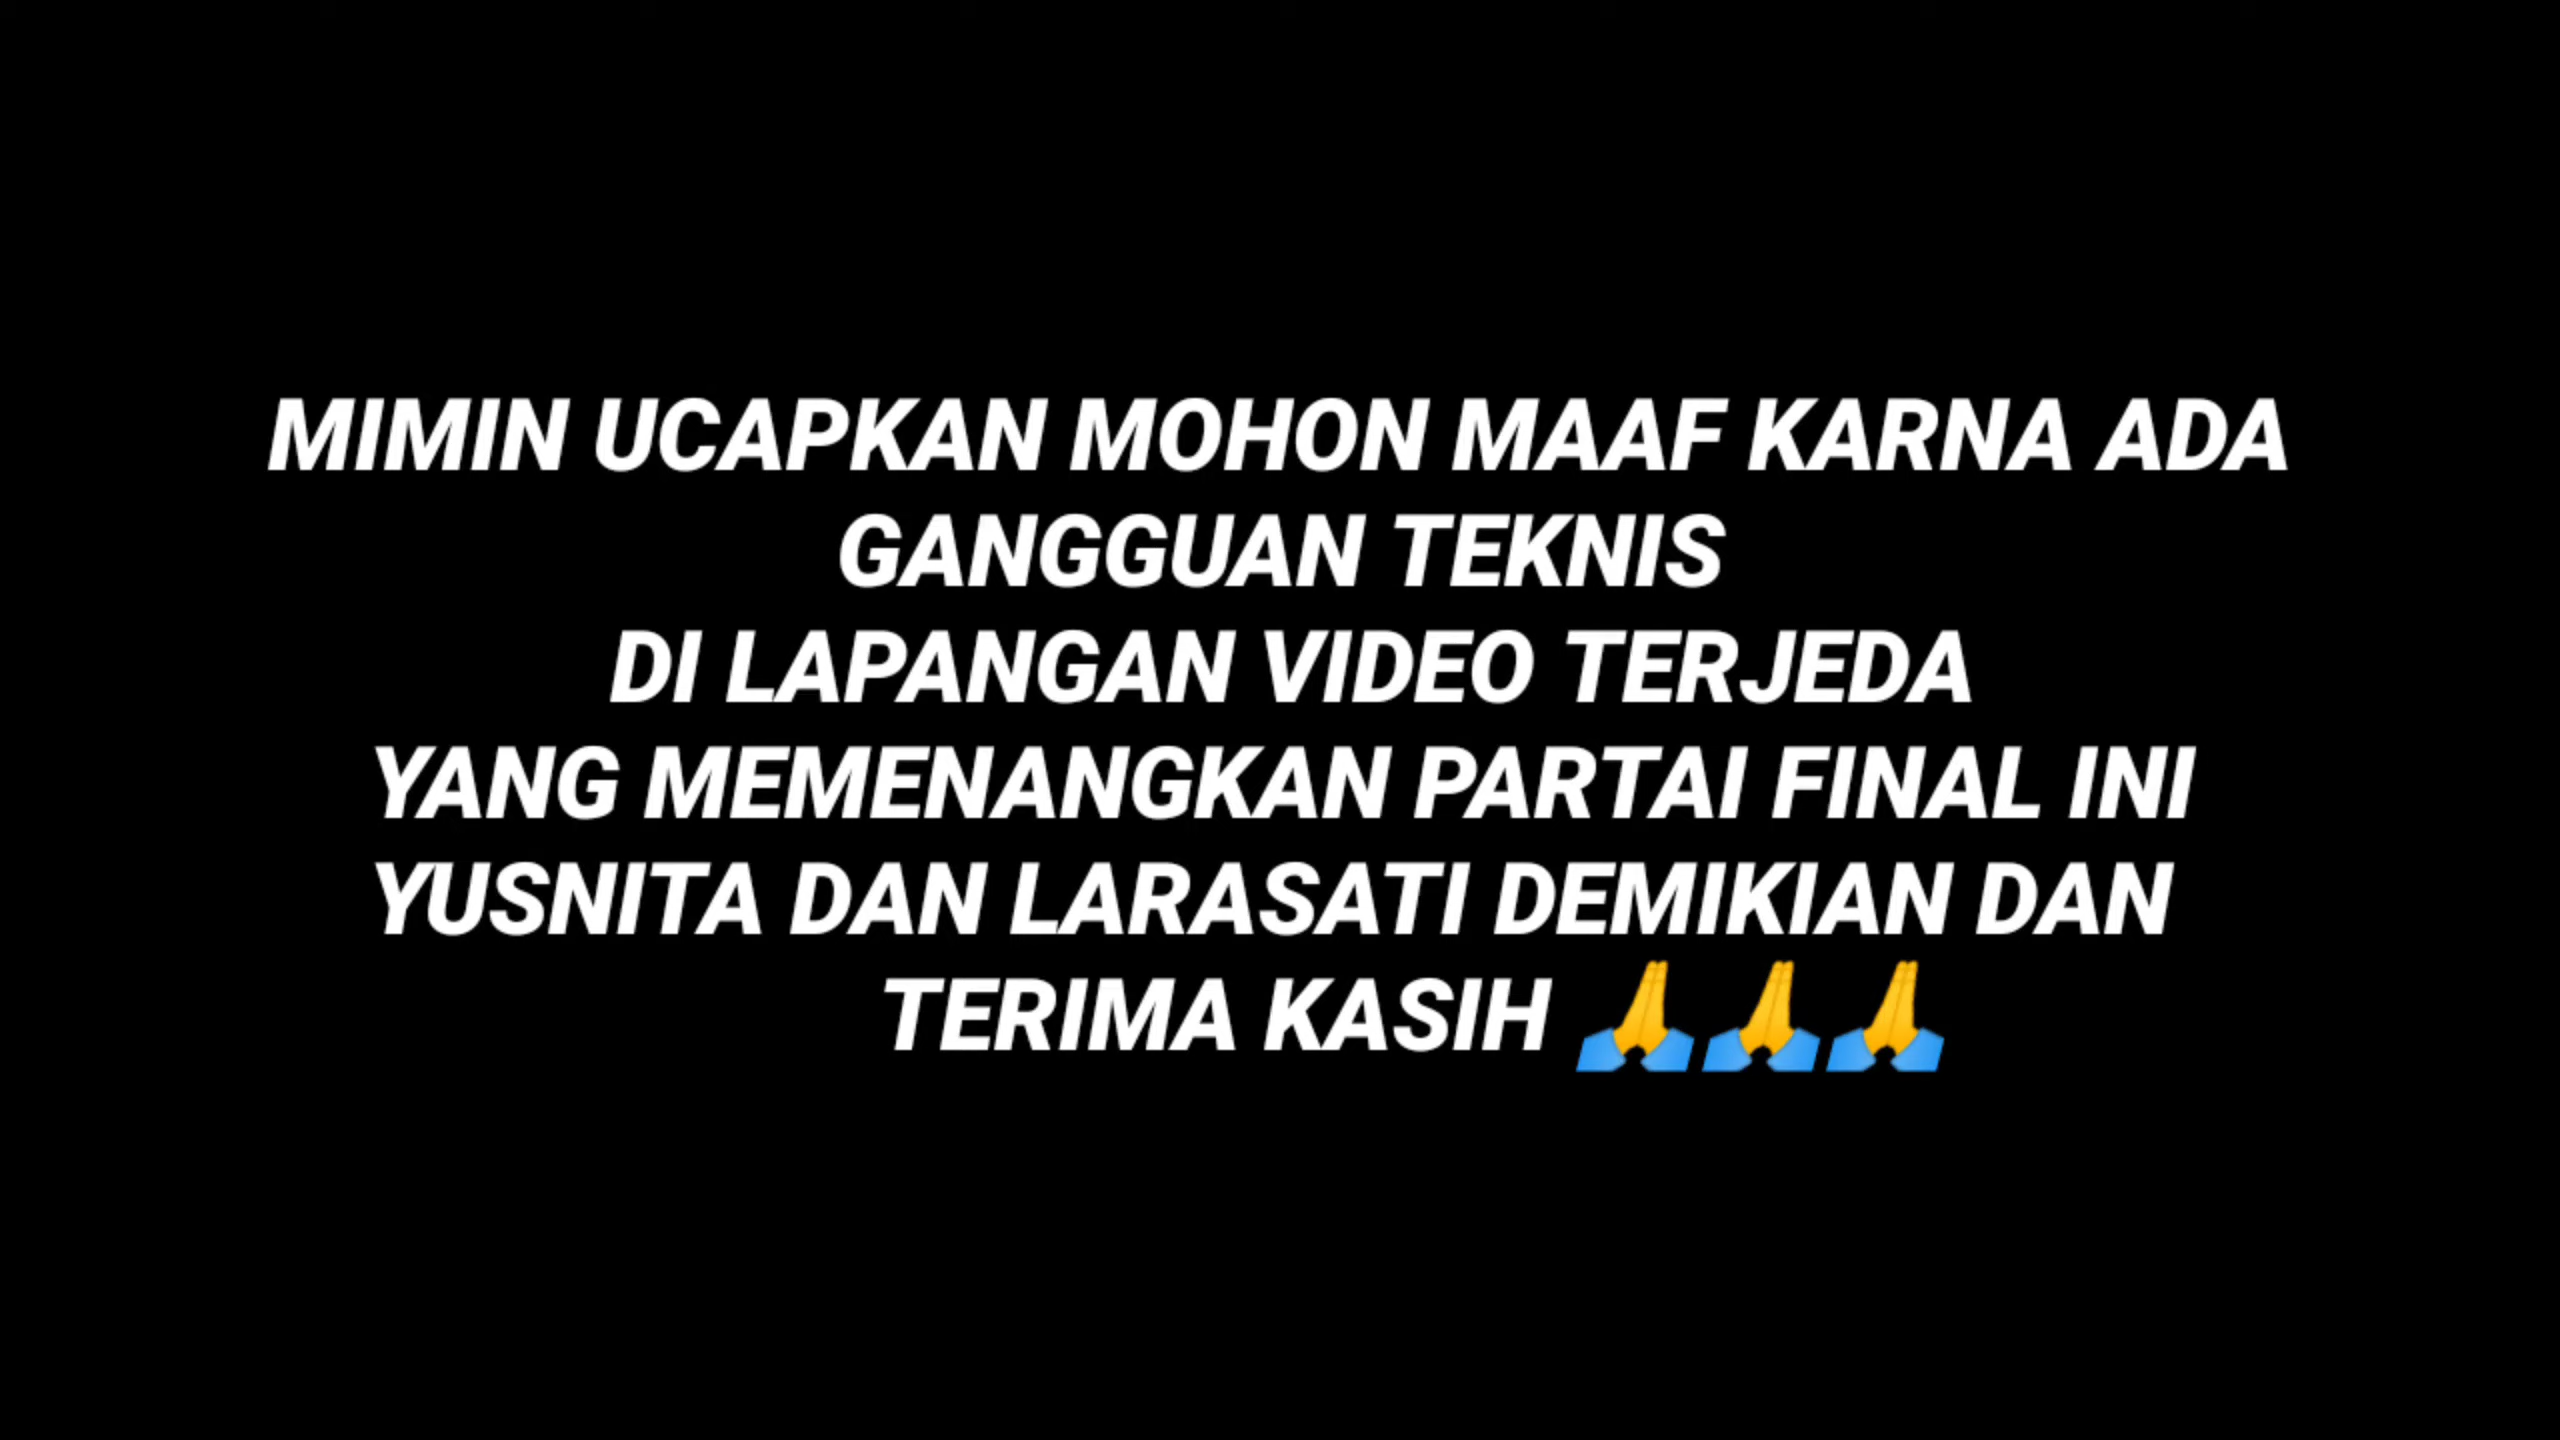 MIMIN UCAPKAN MOHON MAAF KARNA ADA
GANGGUAN TEKNIS
DI LAPANGAN VIDEO TERJEDA
YANG MEMENANGKAN PARTAI FINAL INI
YUSNITA DAN LARASATI DEMIKIAN DAN
TERIMA KASIH 🙏🙏🙏